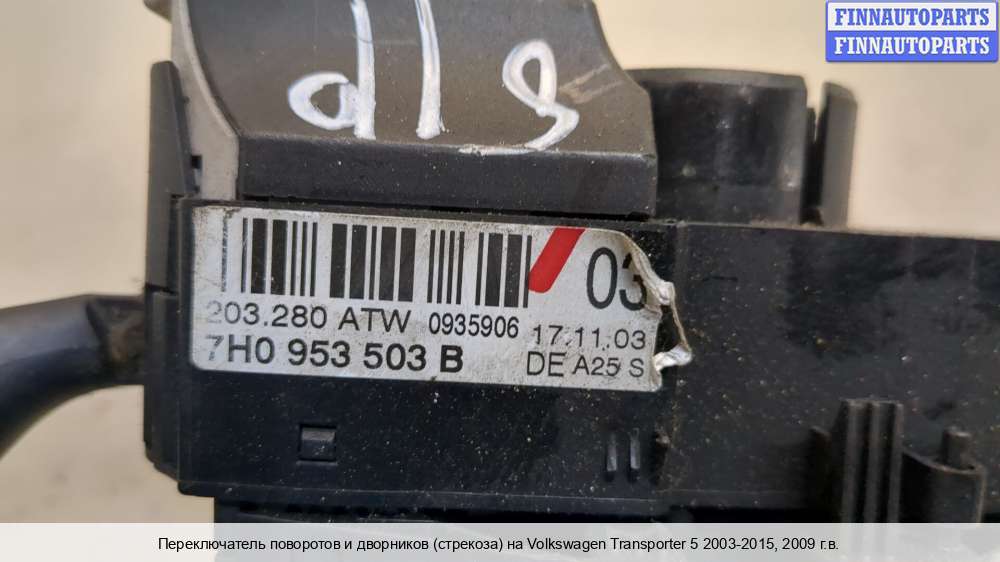 FINNAUTOPARTS
FINNAUTOPARTS
03
203.280 ATW 0935906 17.11.03
7H0 953 503 B DE A25 S
Переключатель поворотов и дворников (стрекоза) на Volkswagen Transporter 5 2003-2015, 2009 г.в.